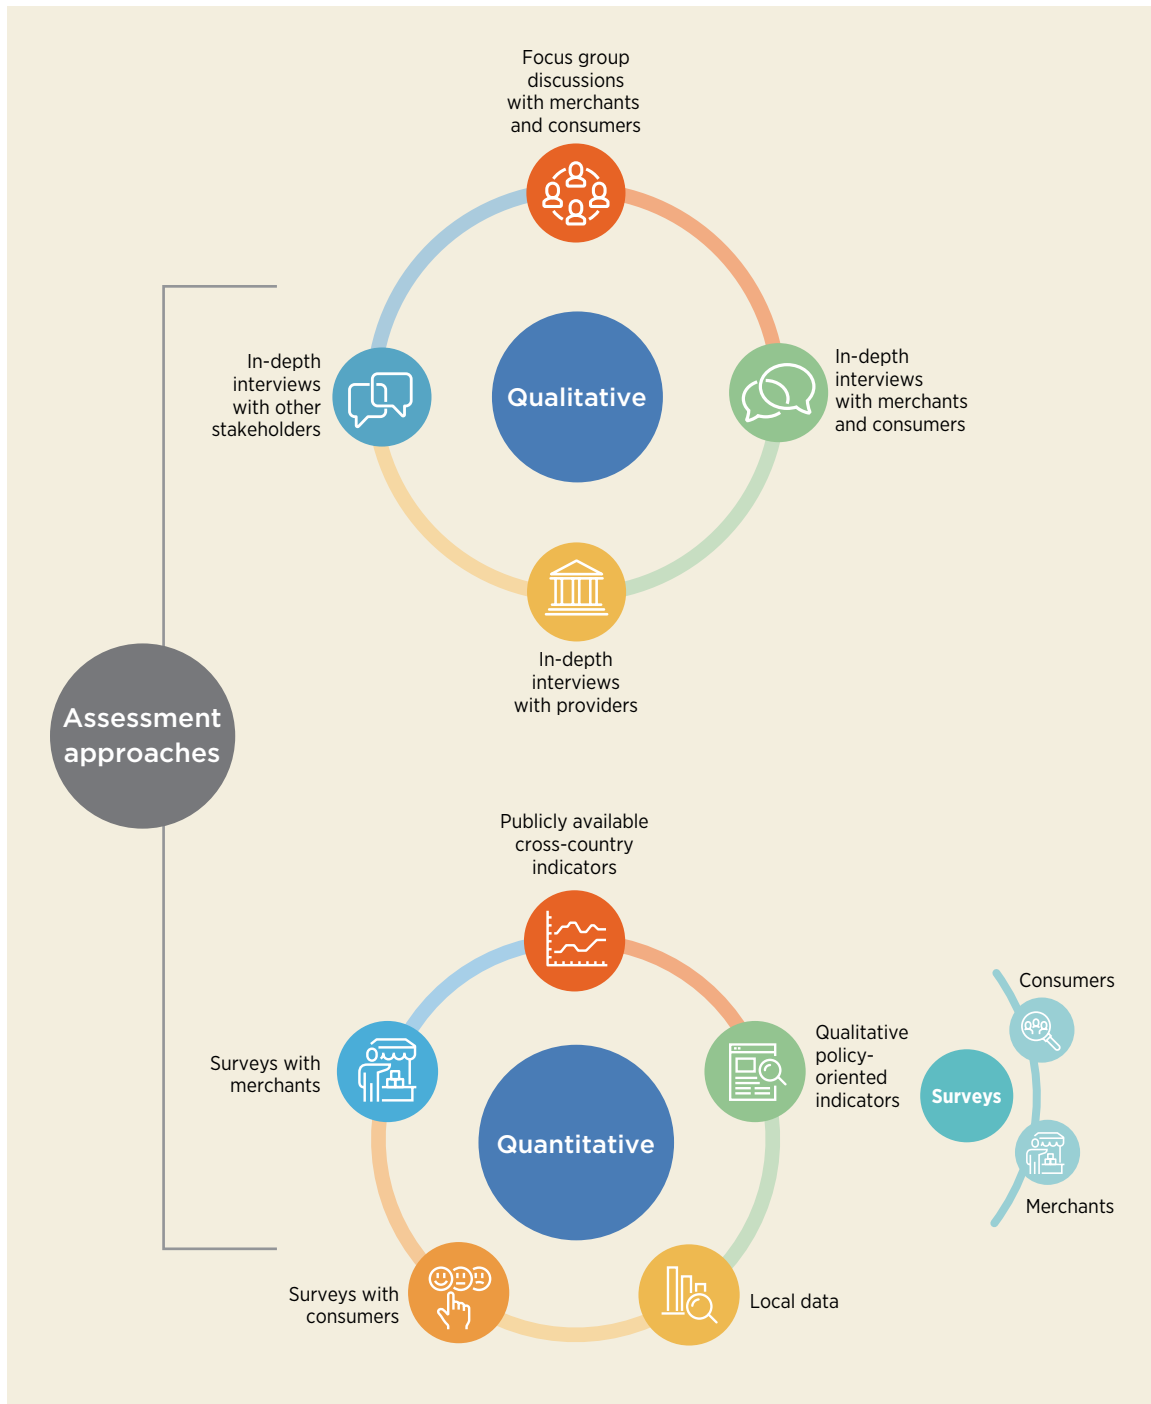 Focus group
discussions
with merchants
and consumers
In-depth
interviews
with other
stakeholders
Qualitative
In-depth
interviews
with merchants
and consumers
In-depth
interviews
with providers
Assessment
approaches
Publicly available
cross-country
indicators
Surveys with
merchants
Quantitative
Qualitative
policy-
oriented
indicators
Consumers
Surveys
Merchants
Surveys with
consumers
Local data